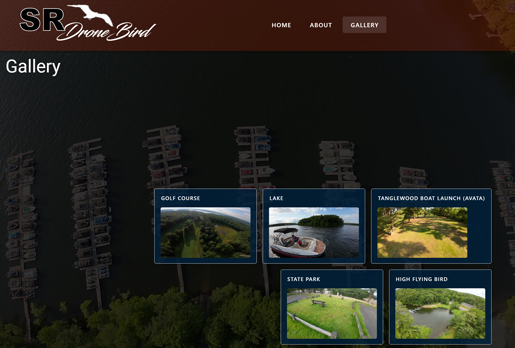 SR
Drone Bird
HOME ABOUT GALLERY
Gallery
GOLF COURSE
LAKE
TANGLEWOOD BOAT LAUNCH (AVATA)
STATE PARK
HIGH FLYING BIRD